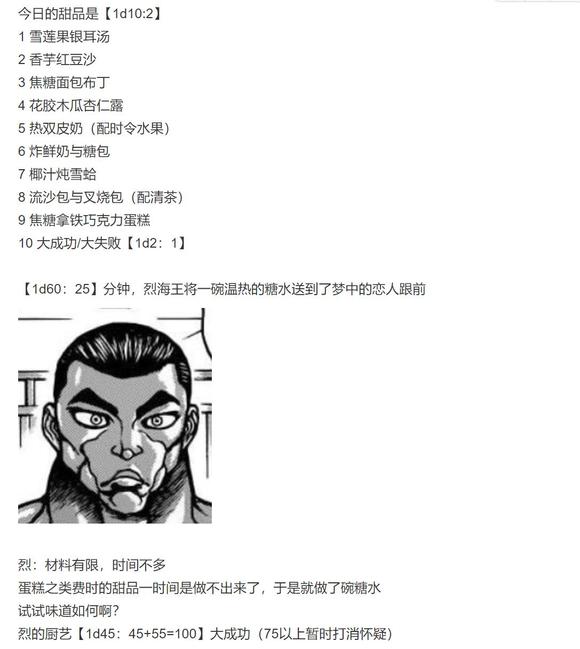 今日的甜品是【1d10:2】
1 雪莲果银耳汤
2 香芋红豆沙
3 焦糖面包布丁
4 花胶木瓜杏仁露
5 热双皮奶（配时令水果）
6 炸鲜奶与糖包
7 椰汁炖雪蛤
8 流沙包与叉烧包（配清茶）
9 焦糖拿铁巧克力蛋糕
10 大成功/大失败【1d2：1】
【1d60：25】分钟，烈海王将一碗温热的糖水送到了梦中的恋人跟前
烈：材料有限，时间不多
蛋糕之类费时的甜品一时间是做不出来了，于是就做了碗糖水
试试味道如何啊？
烈的厨艺【1d45：45+55=100】大成功（75以上暂时打消怀疑）